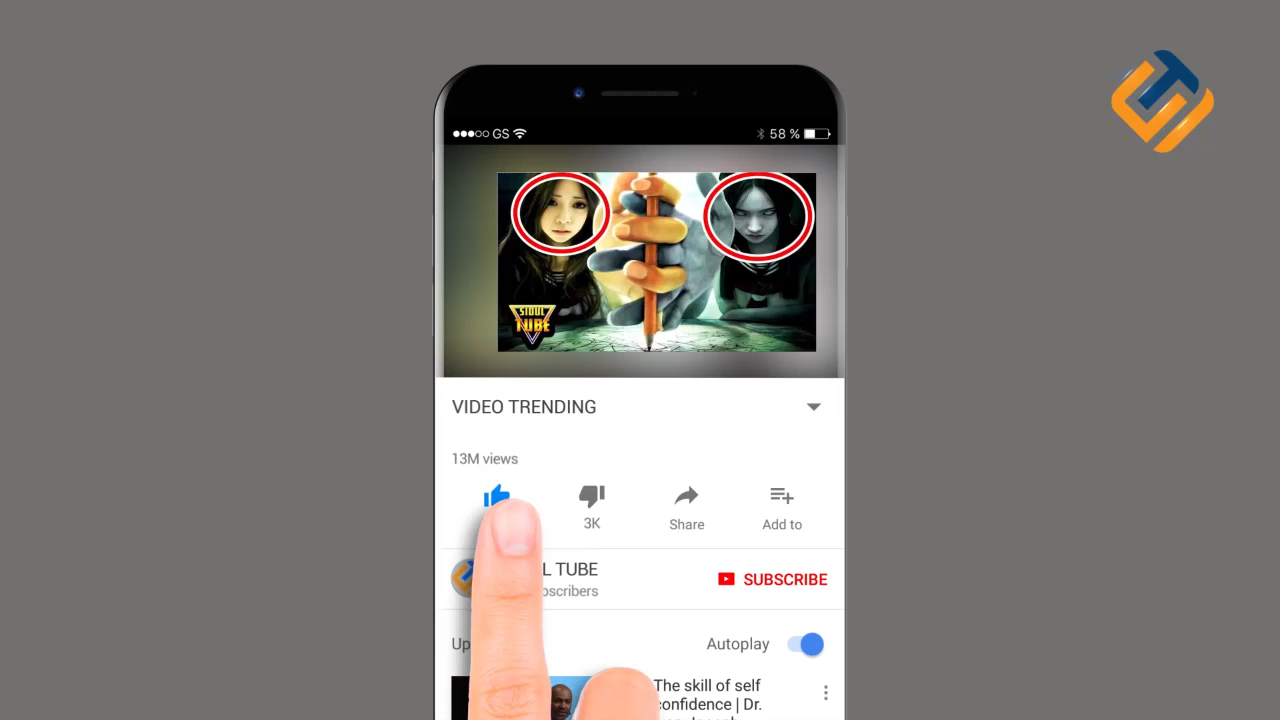 GS
58 %
SIDUL
TUBE
VIDEO TRENDING
13M views
3K
Share
Add to
L TUBE
SUBSCRIBE
bscribers
Up
Autoplay
The skill of self
confidence | Dr.